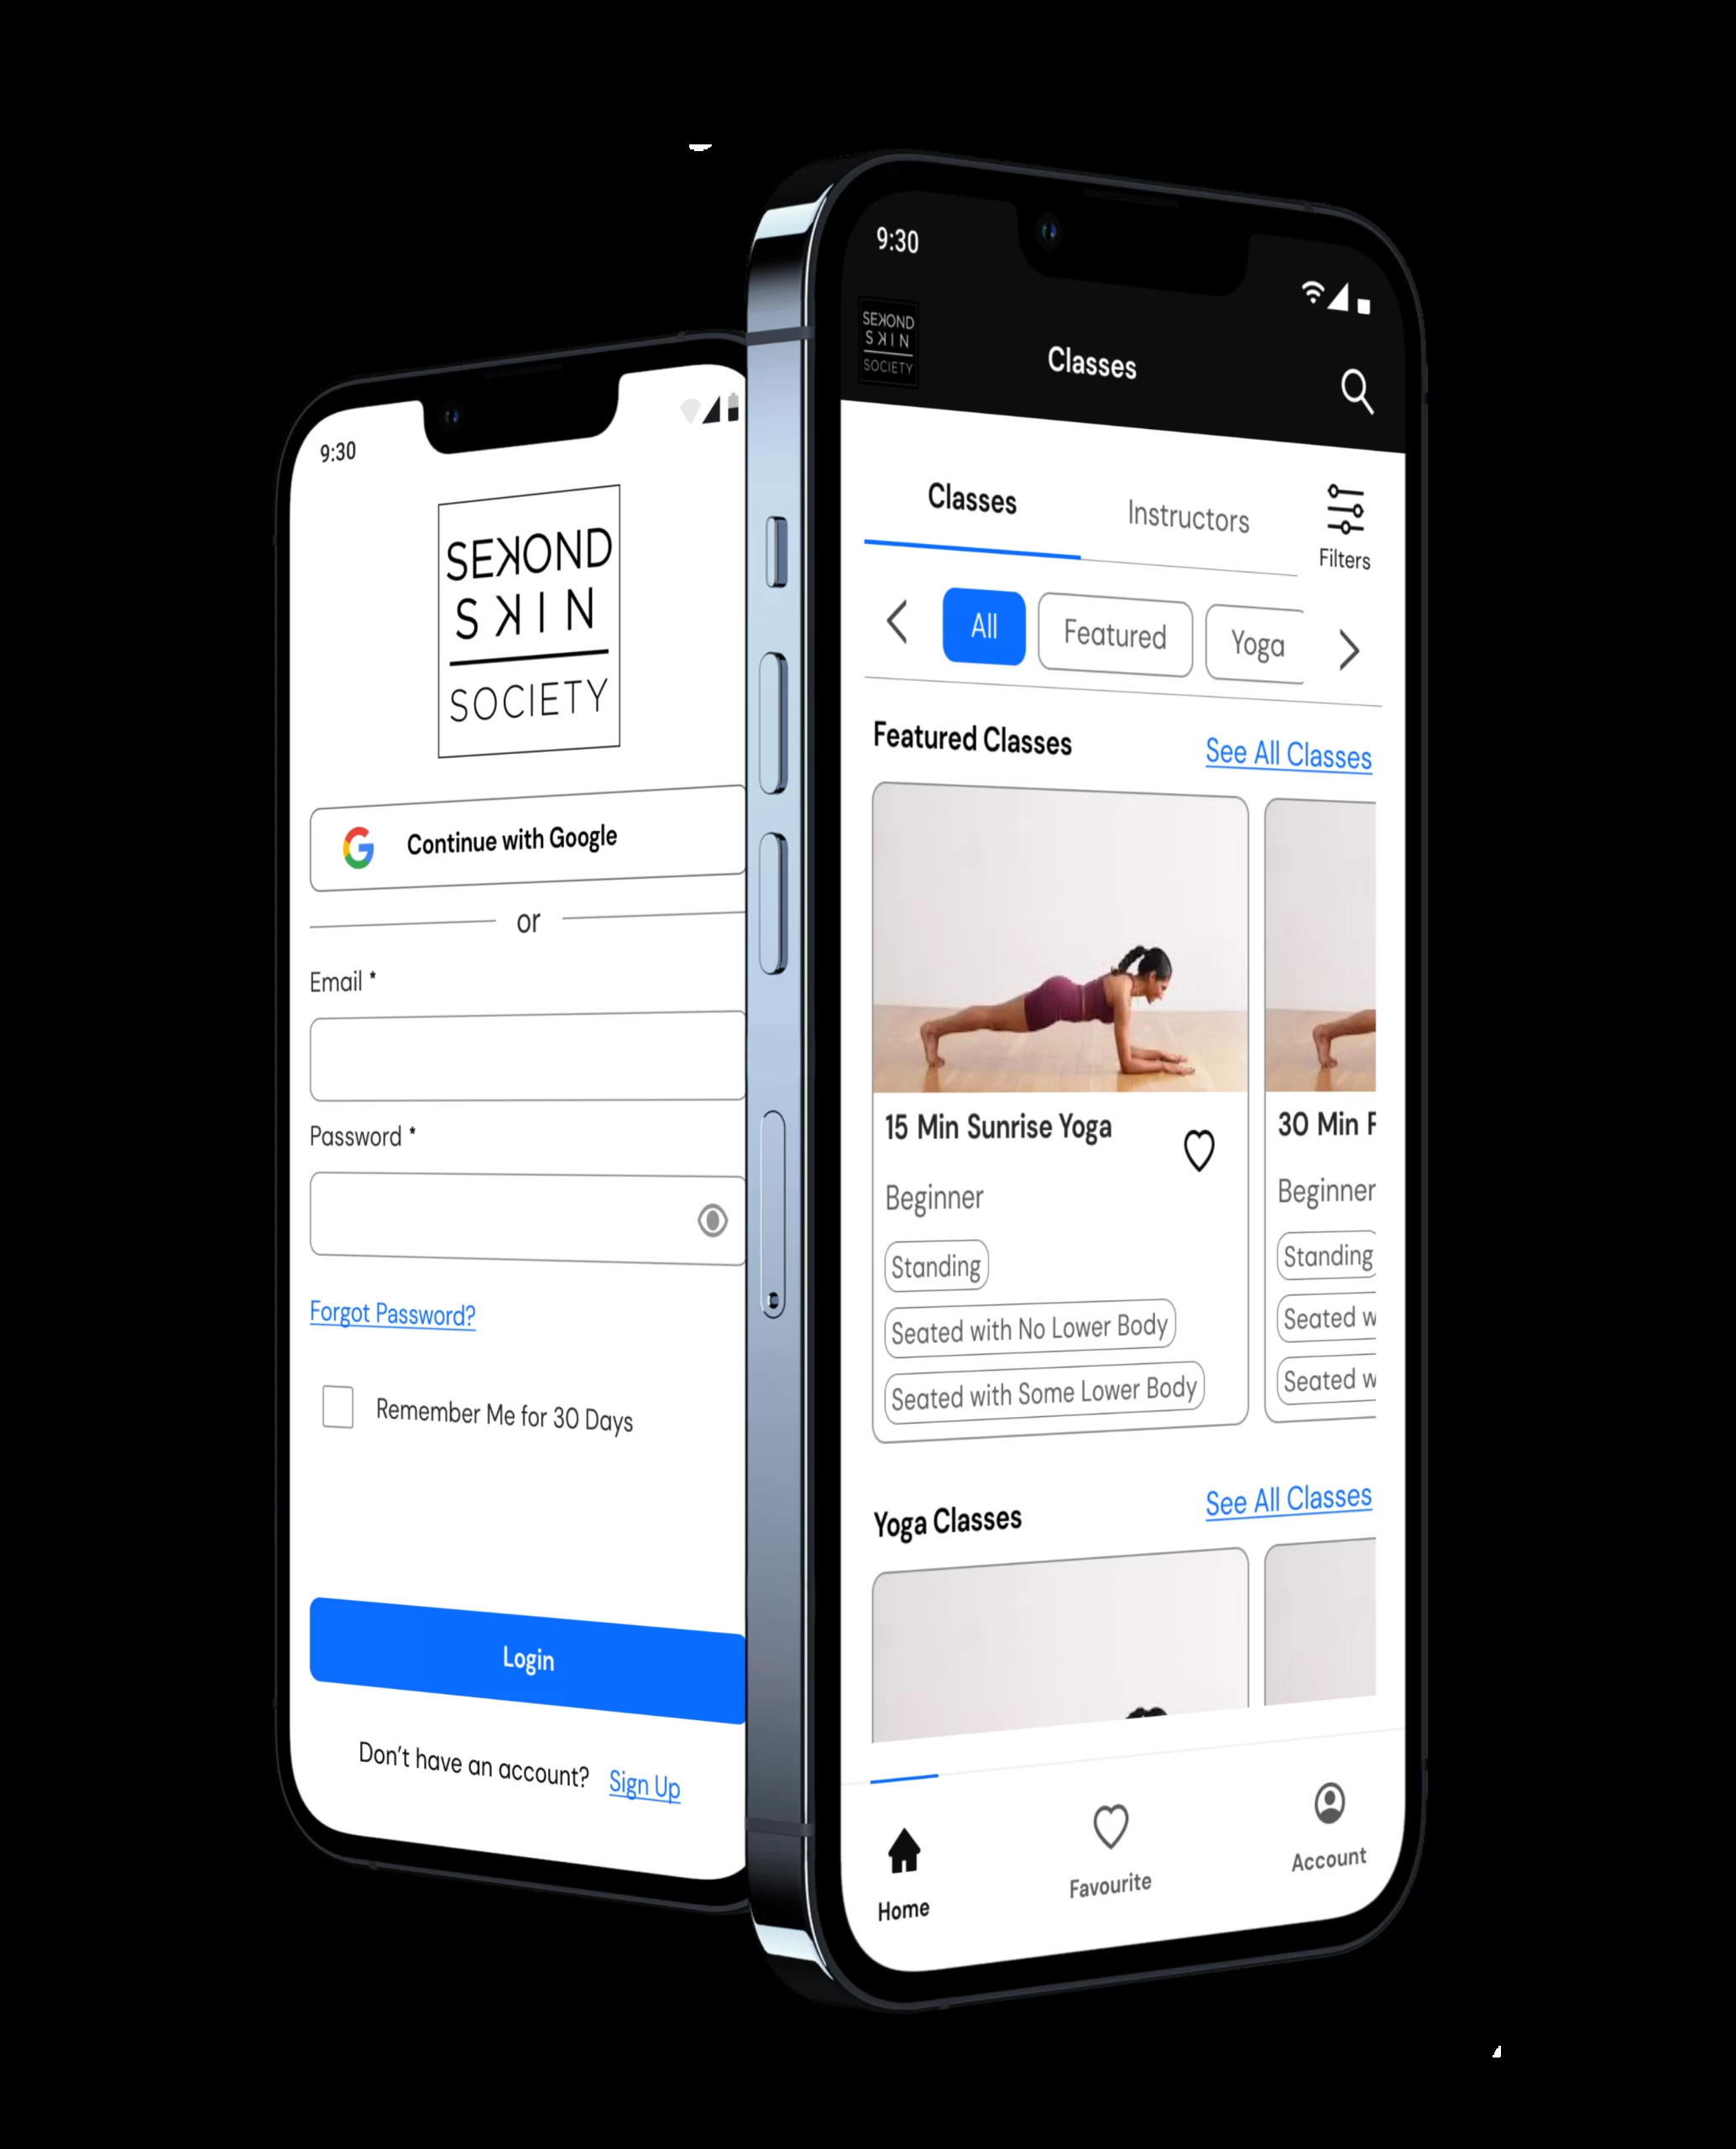 9:30
SEKOND
SKIN
SOCIETY
Continue with Google
or
Email *
Password *
Forgot Password?
Remember Me for 30 Days
Login
Don't have an account? Sign Up
9:30
SEKOND
SKIN
SOCIETY
Classes
Classes
Instructors
Filters
All
Featured
Yoga
Featured Classes
See All Classes
15 Min Sunrise Yoga
Beginner
Standing
Seated with No Lower Body
Seated with Some Lower Body
30 Min
Beginner
Standing
Seated
Seated
Yoga Classes
See All Classes
Home
Favourite
Account